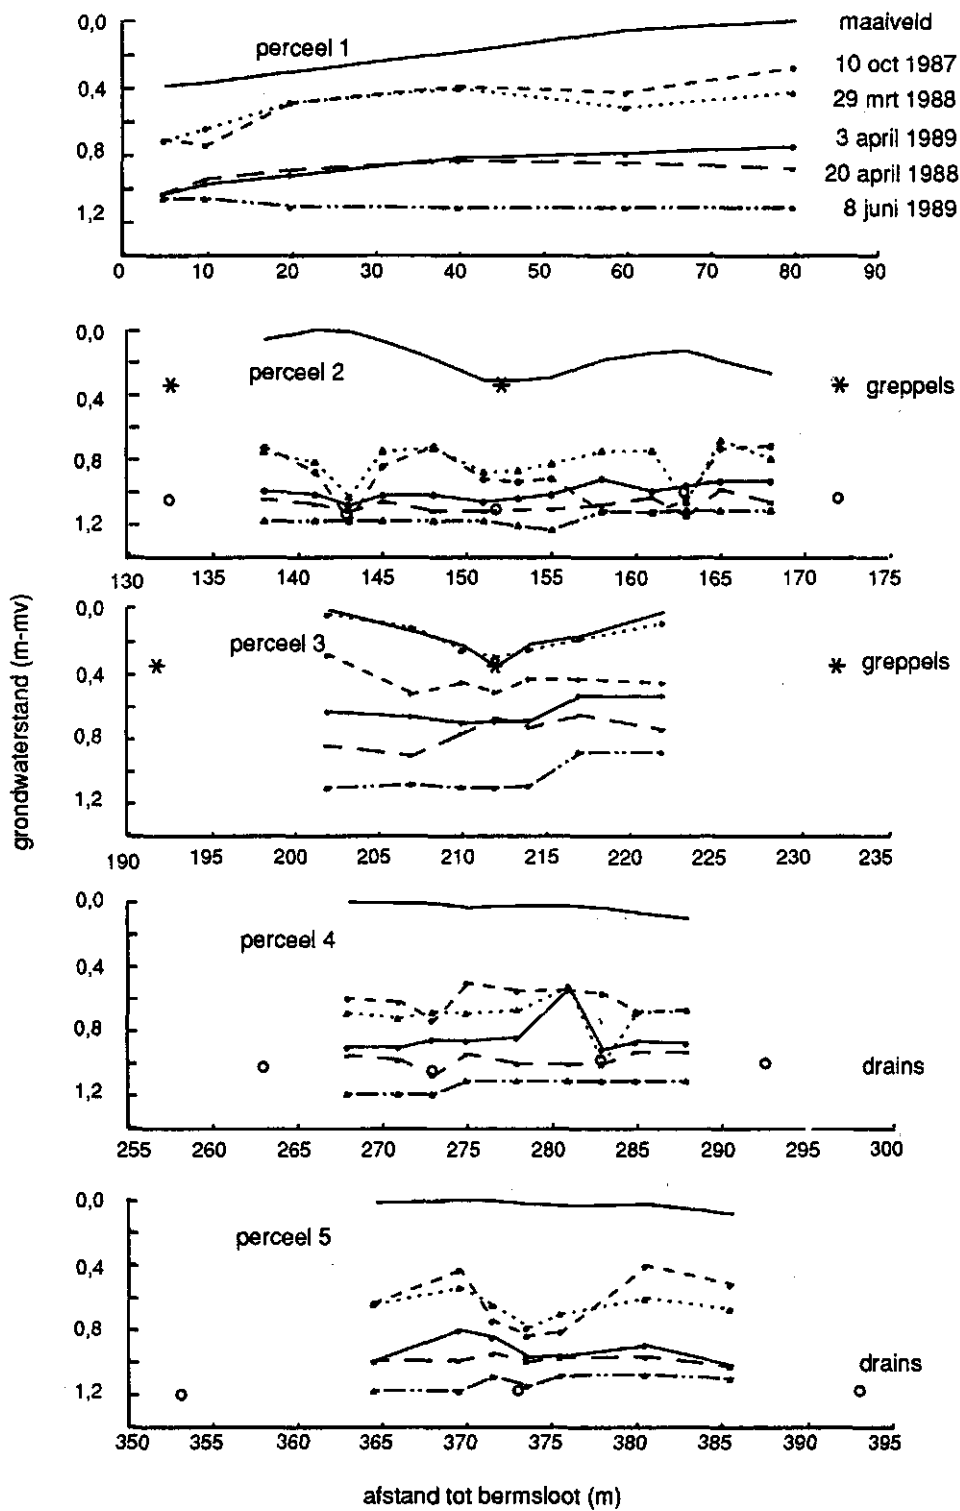 0,0
0,4
0,8
1,2
perceel 1
maaiveld
10 oct 1987
29 mrt 1988
3 april 1989
20 april 1988
8 juni 1989
0 10 20 30 40 50 60 70 80 90
0,0
0,4
0,8
1,2
perceel 2
greppels
130 135 140 145 150 155 160 165 170 175
0,0
0,4
0,8
1,2
perceel 3
greppels
190 195 200 205 210 215 220 225 230 235
grondwaterstand (m-mv)
0,0
0,4
0,8
1,2
perceel 4
drains
255 260 265 270 275 280 285 290 295 300
0,0
0,4
0,8
1,2
perceel 5
drains
350 355 360 365 370 375 380 385 390 395
afstand tot bermsloot (m)